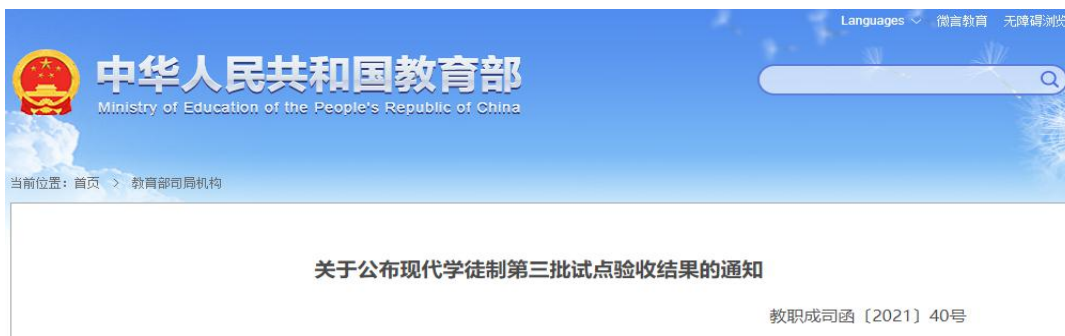 Languages 微言教育 无障碍浏览
中华人民共和国教育部
Ministry of Education of the People's Republic of China
当前位置：首页 > 教育部司局机构
关于公布现代学徒制第三批试点验收结果的通知
教职成司函〔2021〕40号